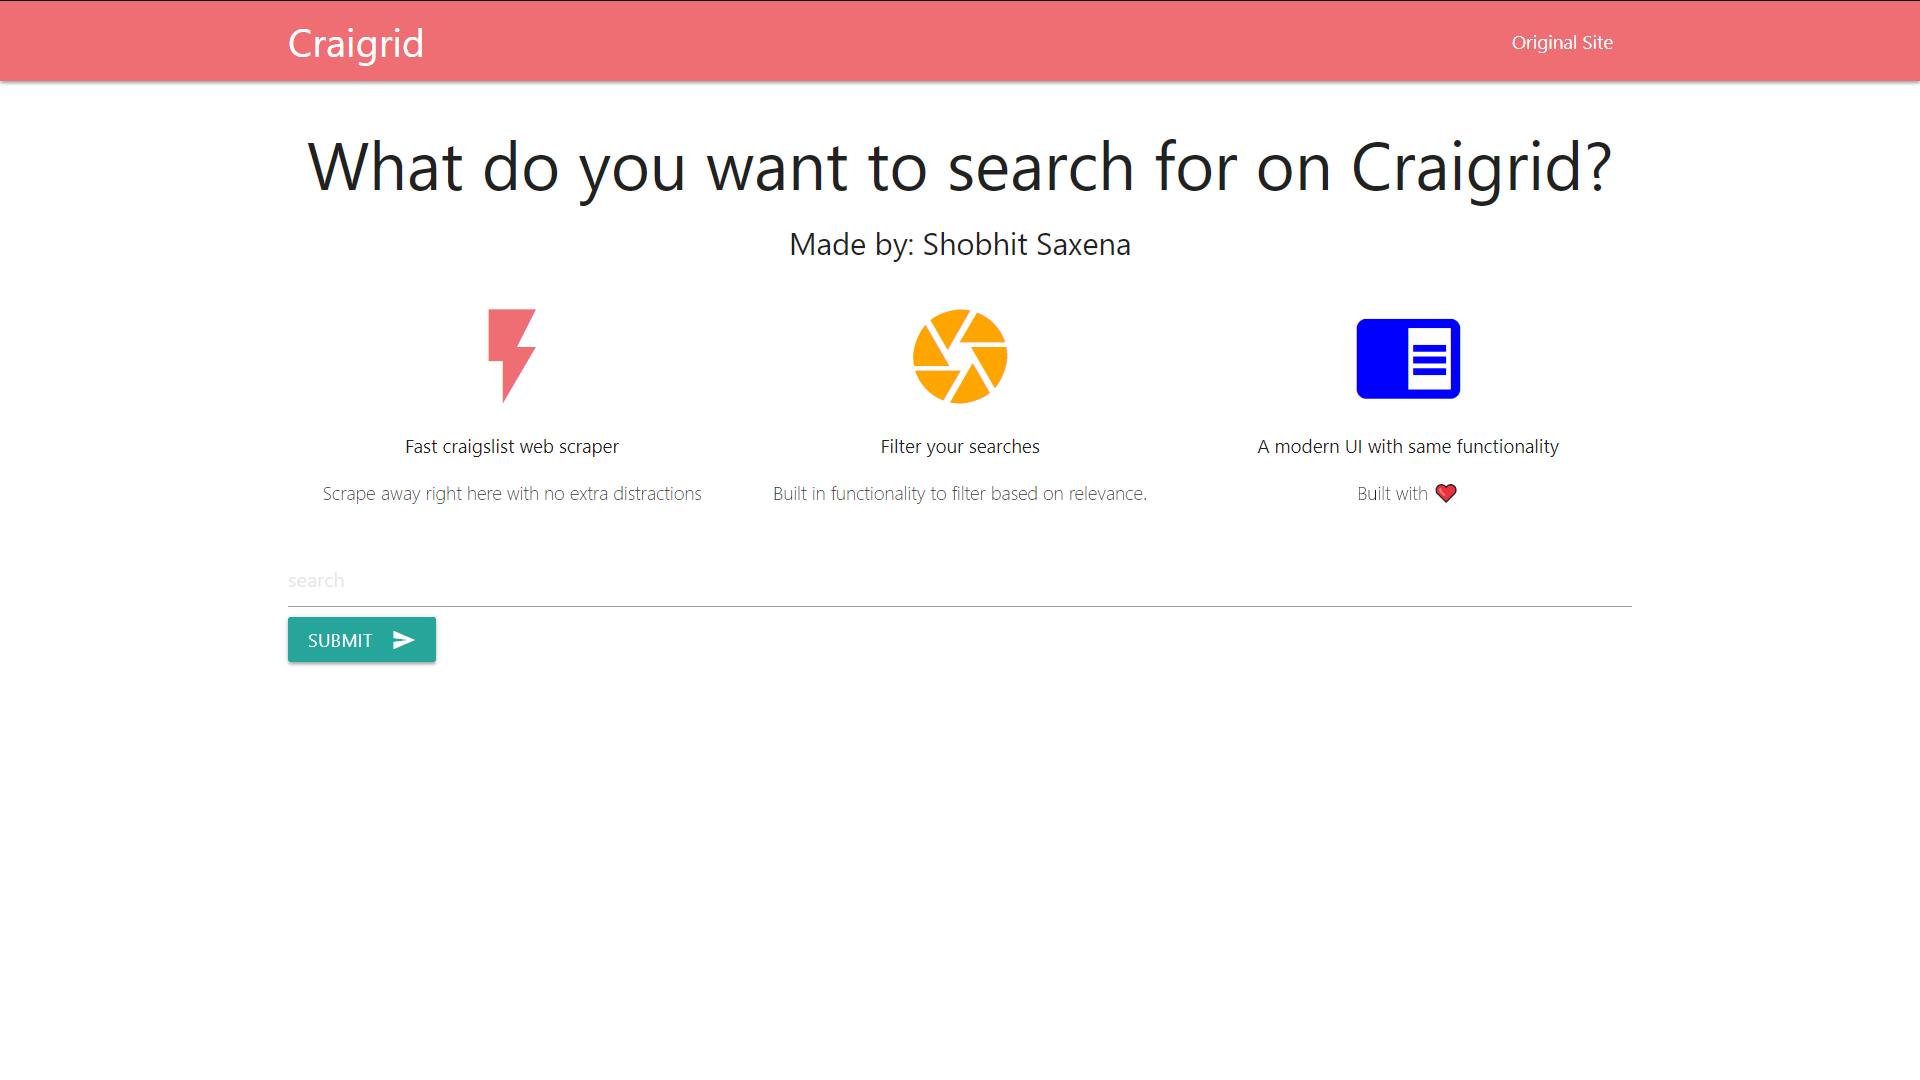 Craigrid
Original Site
What do you want to search for on Craigrid?
Made by: Shobhit Saxena
Fast craigslist web scraper
Scrape away right here with no extra distractions
Filter your searches
Built in functionality to filter based on relevance.
A modern UI with same functionality
Built with
search
SUBMIT